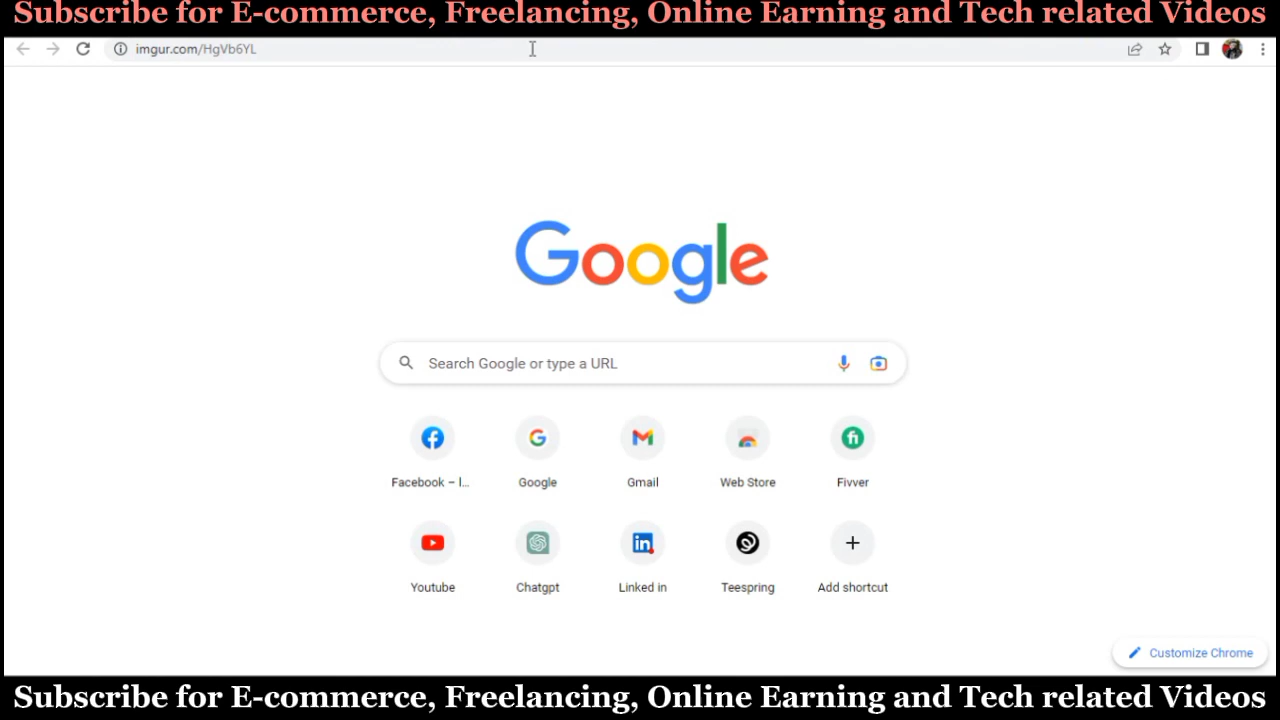 Subscribe for E-commerce, Freelancing, Online Earning and Tech related Videos
imgur.com/HgVb6YL
Google
Search Google or type a URL
Facebook – l...
Google
Gmail
Web Store
Fivver
Youtube
Chatgpt
Linked in
Teespring
Add shortcut
Customize Chrome
Subscribe for E-commerce, Freelancing, Online Earning and Tech related Videos